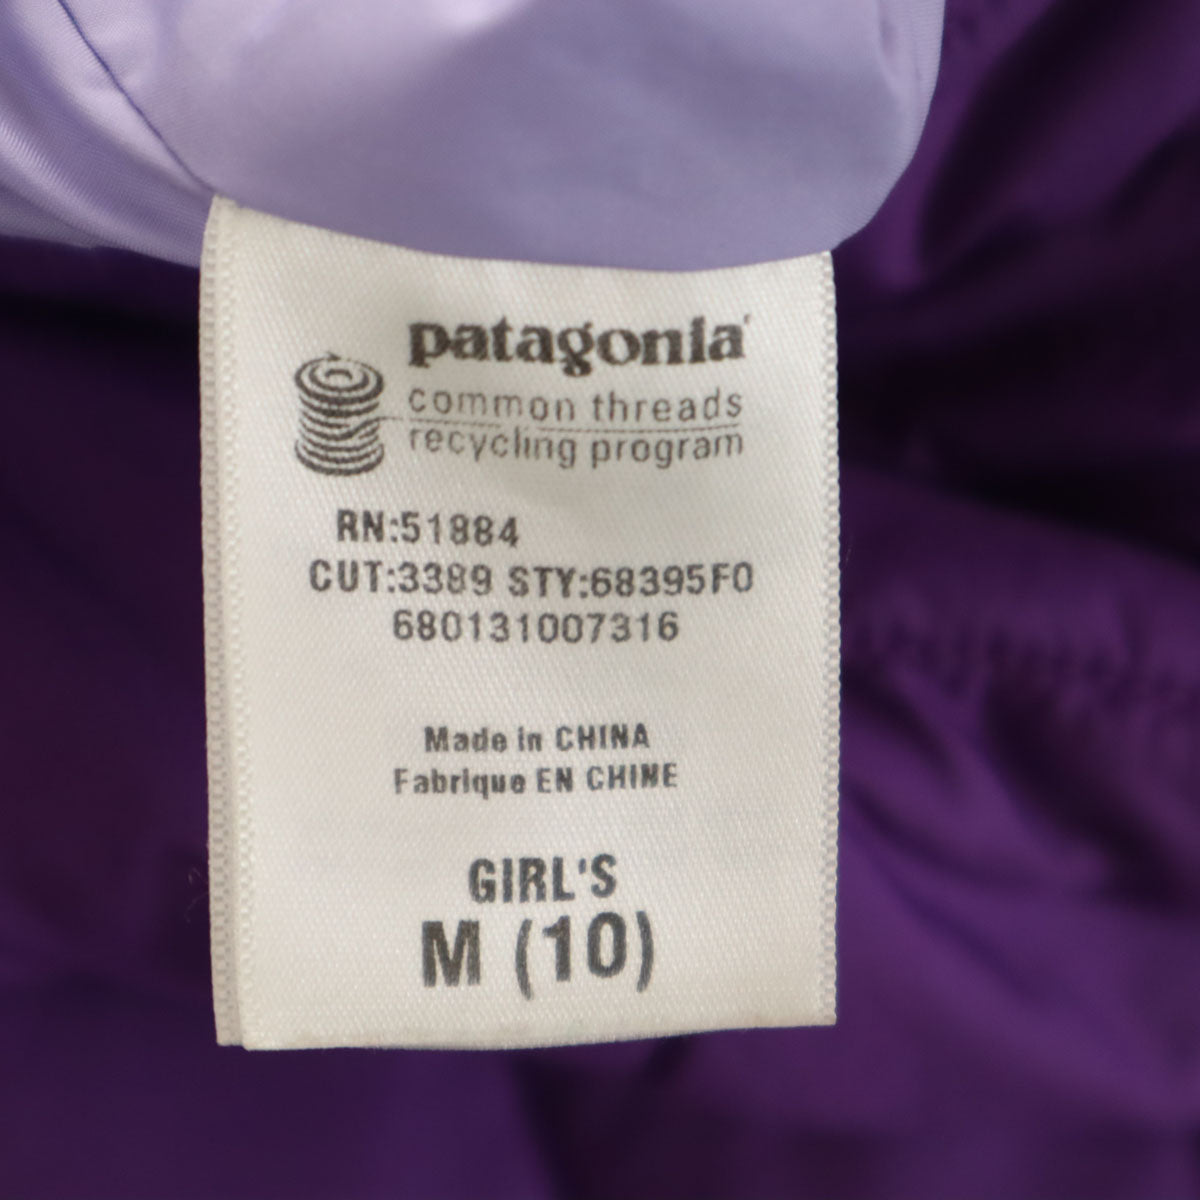 patagonia
common threads
recycling program
RN:51884
CUT:3389 STY:68395F0
680131007316
Made in CHINA
Fabrique EN CHINE
GIRL'S
M (10)